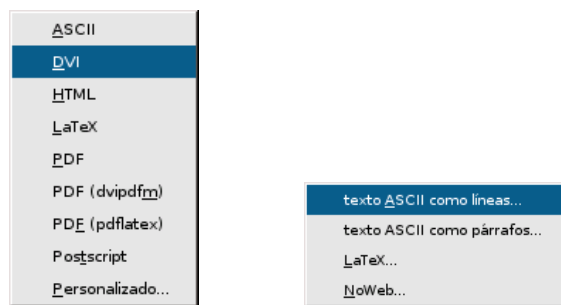 ASCII
DVI
HTML
LaTeX
PDF
PDF (dvipdfm)
PDF (pdflatex)
Postscript
Personalizado...
texto ASCII como líneas...
texto ASCII como párrafos...
LaTeX...
NoWeb...